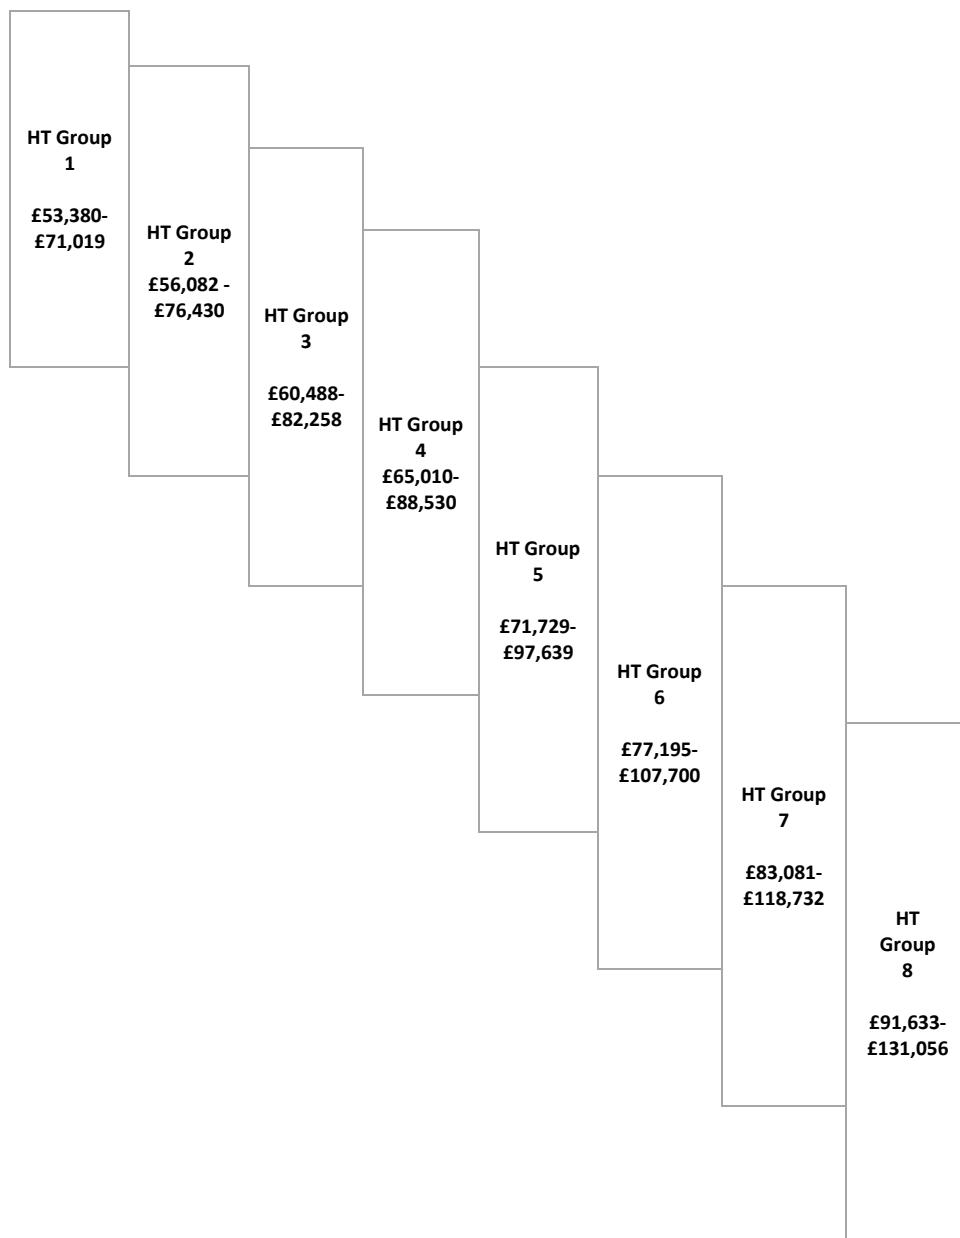 HT Group
1
£53,380-
£71,019
HT Group
2
£56,082 -
£76,430
HT Group
3
£60,488-
£82,258
HT Group
4
£65,010-
£88,530
HT Group
5
£71,729-
£97,639
HT Group
6
£77,195-
£107,700
HT Group
7
£83,081-
£118,732
HT
Group
8
£91,633-
£131,056